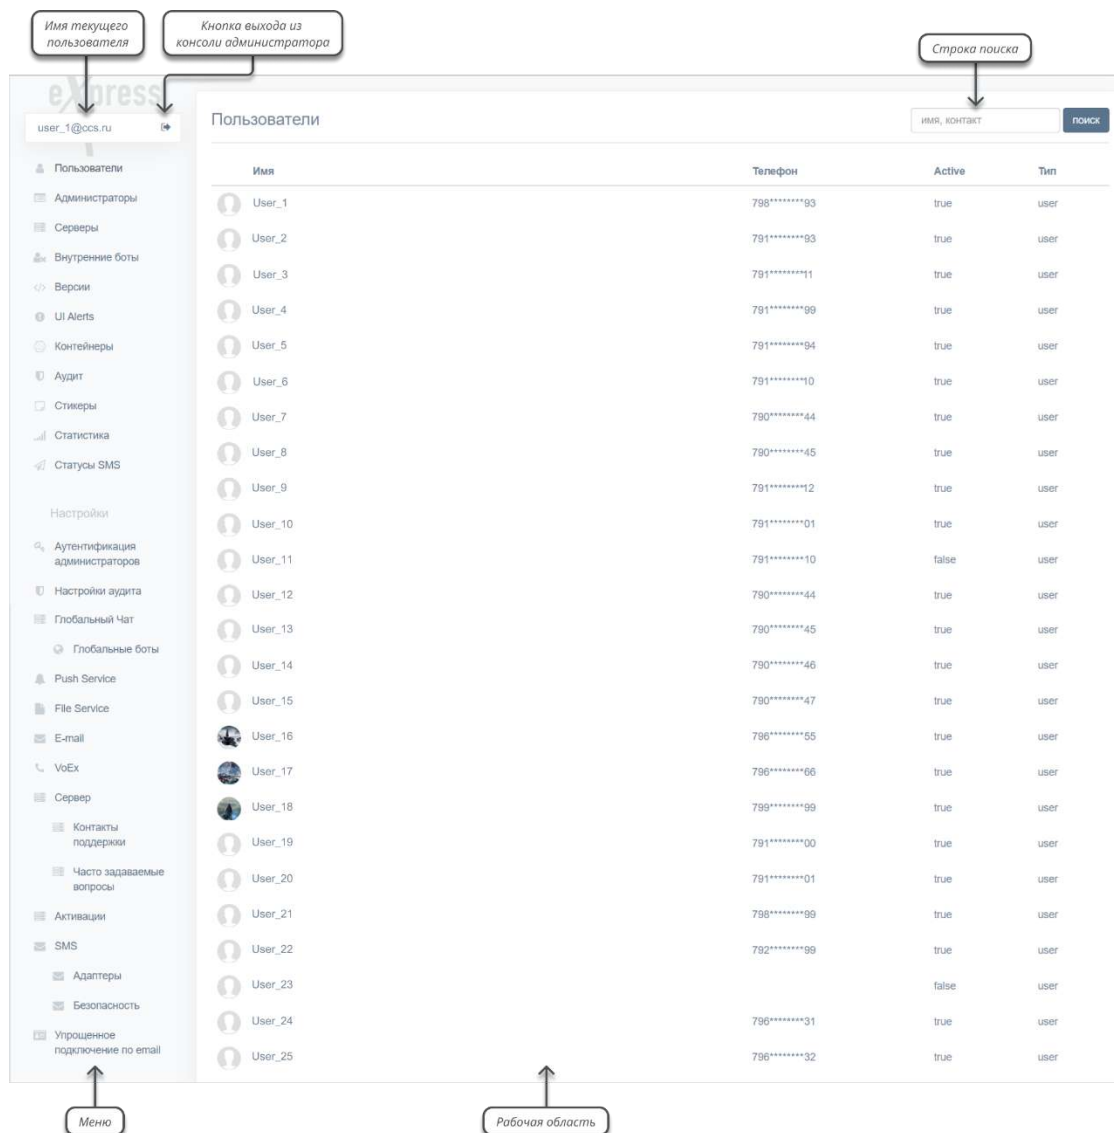 Имя текущего
пользователя
Кнопка выхода из
консоли администратора
Строка поиска
eXpress
user_1@ccs.ru
Пользователи
Администраторы
Серверы
Внутренние боты
Версии
UI Alerts
Контейнеры
Аудит
Стикеры
Статистика
Статусы SMS
Настройки
Аутентификация
администраторов
Настройки аудита
Глобальный Чат
Глобальные боты
Push Service
File Service
E-mail
VoEx
Сервер
Контакты
поддержки
Часто задаваемые
вопросы
Активации
SMS
Адаптеры
Безопасность
Упрощенное
подключение по email
Пользователи
имя, контакт
поиск
Имя Телефон Active Тип
User_1 798********93 true user
User_2 791********93 true user
User_3 791********11 true user
User_4 791********99 true user
User_5 791********94 true user
User_6 791********10 true user
User_7 790********44 true user
User_8 790********45 true user
User_9 791********12 true user
User_10 791********01 true user
User_11 791********10 false user
User_12 790********44 true user
User_13 790********45 true user
User_14 790********46 true user
User_15 790********47 true user
User_16 796********55 true user
User_17 796********66 true user
User_18 799********99 true user
User_19 791********00 true user
User_20 791********01 true user
User_21 798********99 true user
User_22 792********99 true user
User_23 false user
User_24 796********31 true user
User_25 796********32 true user
Меню
Рабочая область